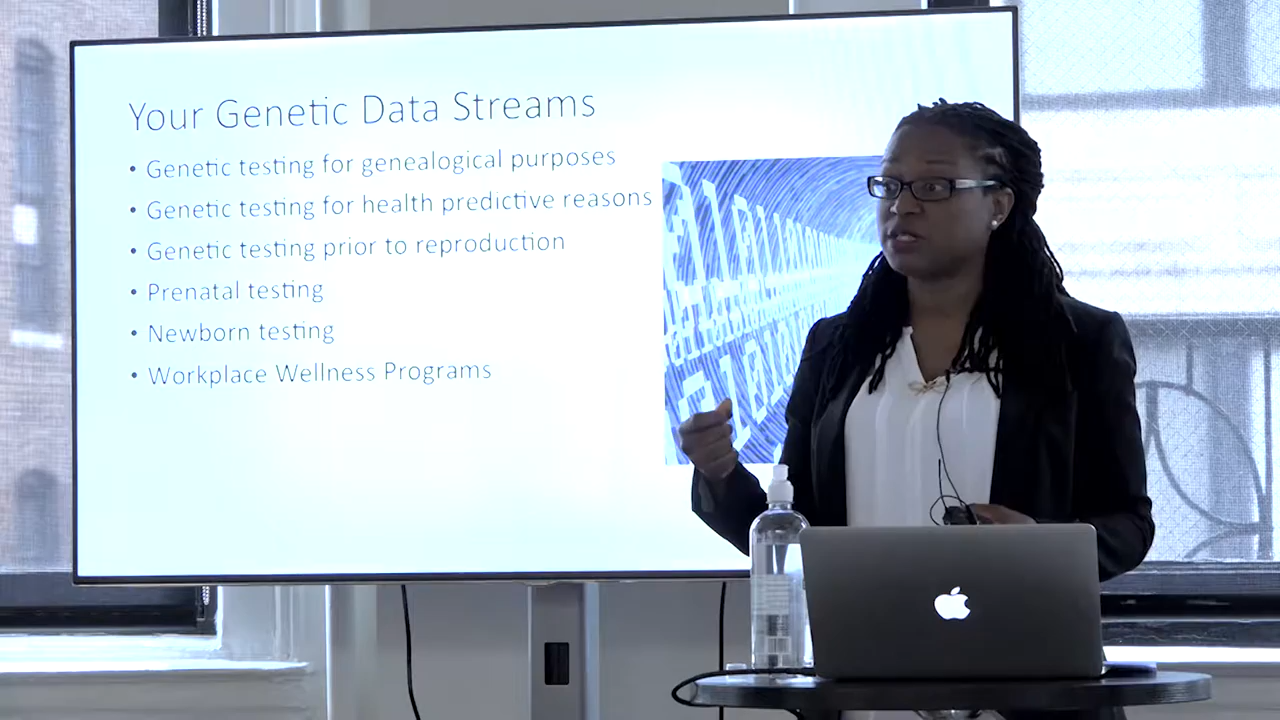 Your Genetic Data Streams
• Genetic testing for genealogical purposes
• Genetic testing for health predictive reasons
• Genetic testing prior to reproduction
• Prenatal testing
• Newborn testing
• Workplace Wellness Programs